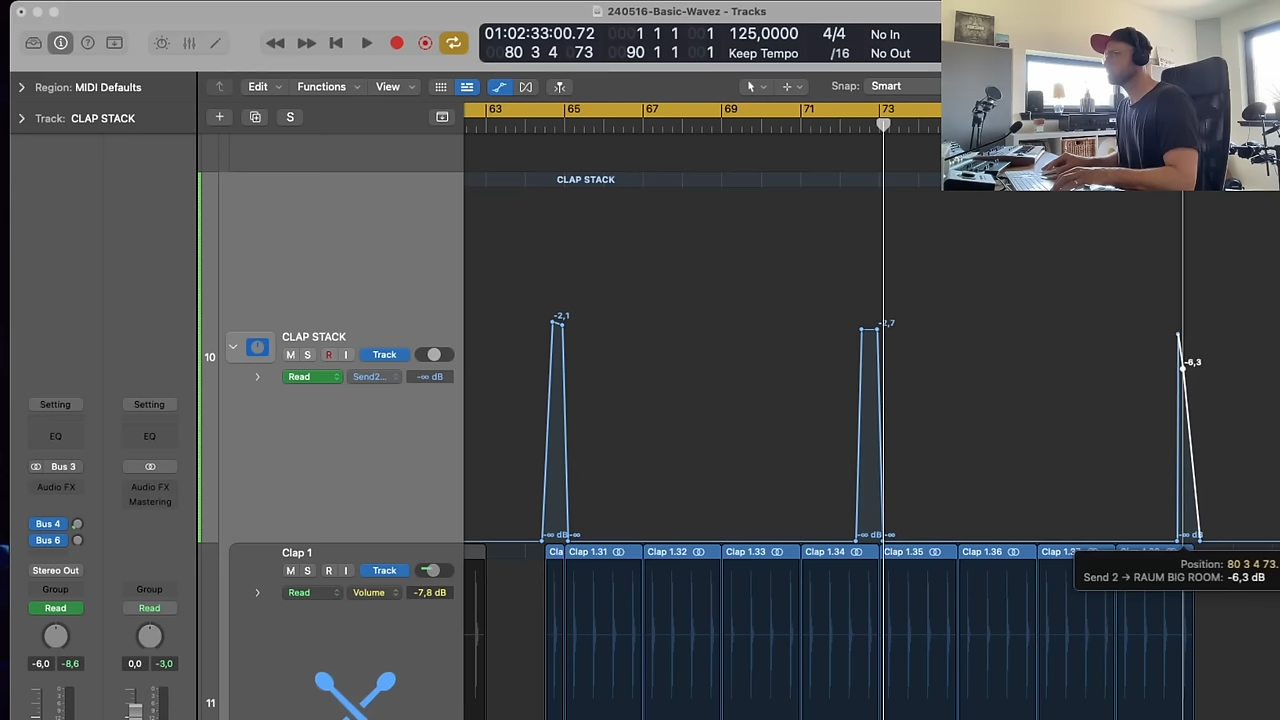 240516-Basic-Wavez - Tracks
01:02:33:00.72
80 3 4 073
1 1 1 1
90 1 1 1
125,0000
Keep Tempo
4/4
/16
No In
No Out
Region: MIDI Defaults
Track: CLAP STACK
Edit
Functions
View
Snap: Smart
S
63
65
67
69
71
73
CLAP STACK
-2,1
-2,7
-6,3
10
CLAP STACK
M S R I Track
Read Send2... -∞ dB
-∞ dB -∞
-∞ dB -∞
-∞ dB
Cla Clap 1.31 Clap 1.32 Clap 1.33 Clap 1.34 Clap 1.35 Clap 1.36
Position: 80 3 4 73.
Send 2 → RAUM BIG ROOM: -6,3 dB
11
Clap 1
M S R I Track
Read Volume -7,8 dB
Setting
EQ
Bus 3
Audio FX
Bus 4
Bus 6
Stereo Out
Group
Read
-6,0 -8,6
Setting
EQ
Audio FX
Mastering
Group
Read
0,0 -3,0